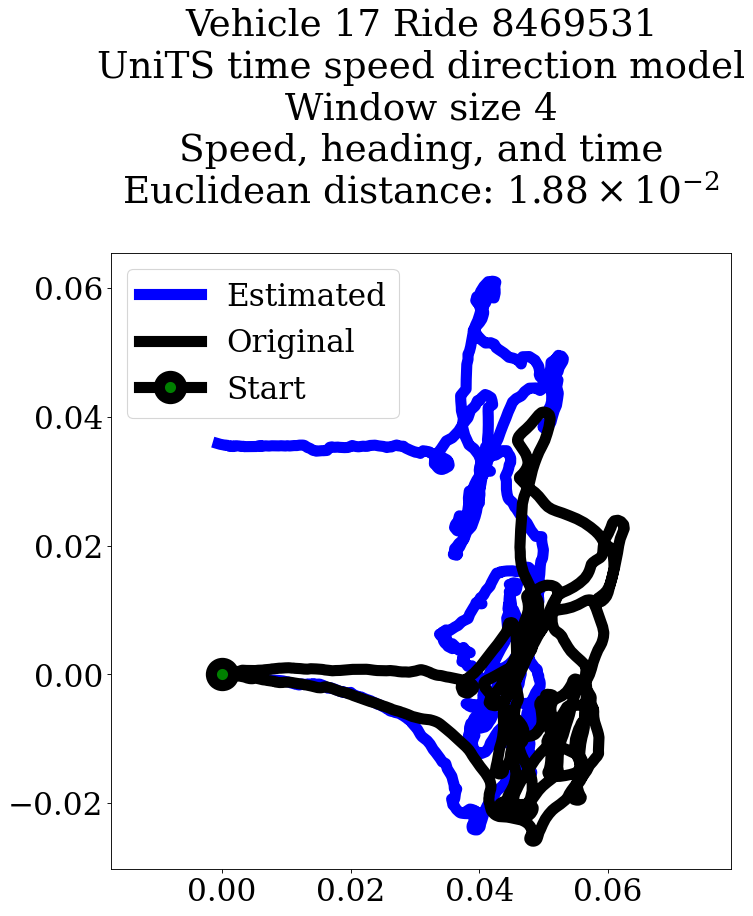 Vehicle 17 Ride 8469531
UniTS time speed direction model
Window size 4
Speed, heading, and time
Euclidean distance: 1.88 × 10⁻²
Estimated
Original
Start
0.06
0.04
0.02
0.00
−0.02
0.00 0.02 0.04 0.06